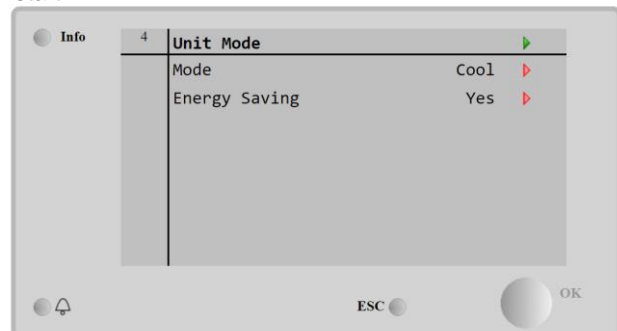 Info
4 Unit Mode
Mode Cool
Energy Saving Yes
ESC
OK